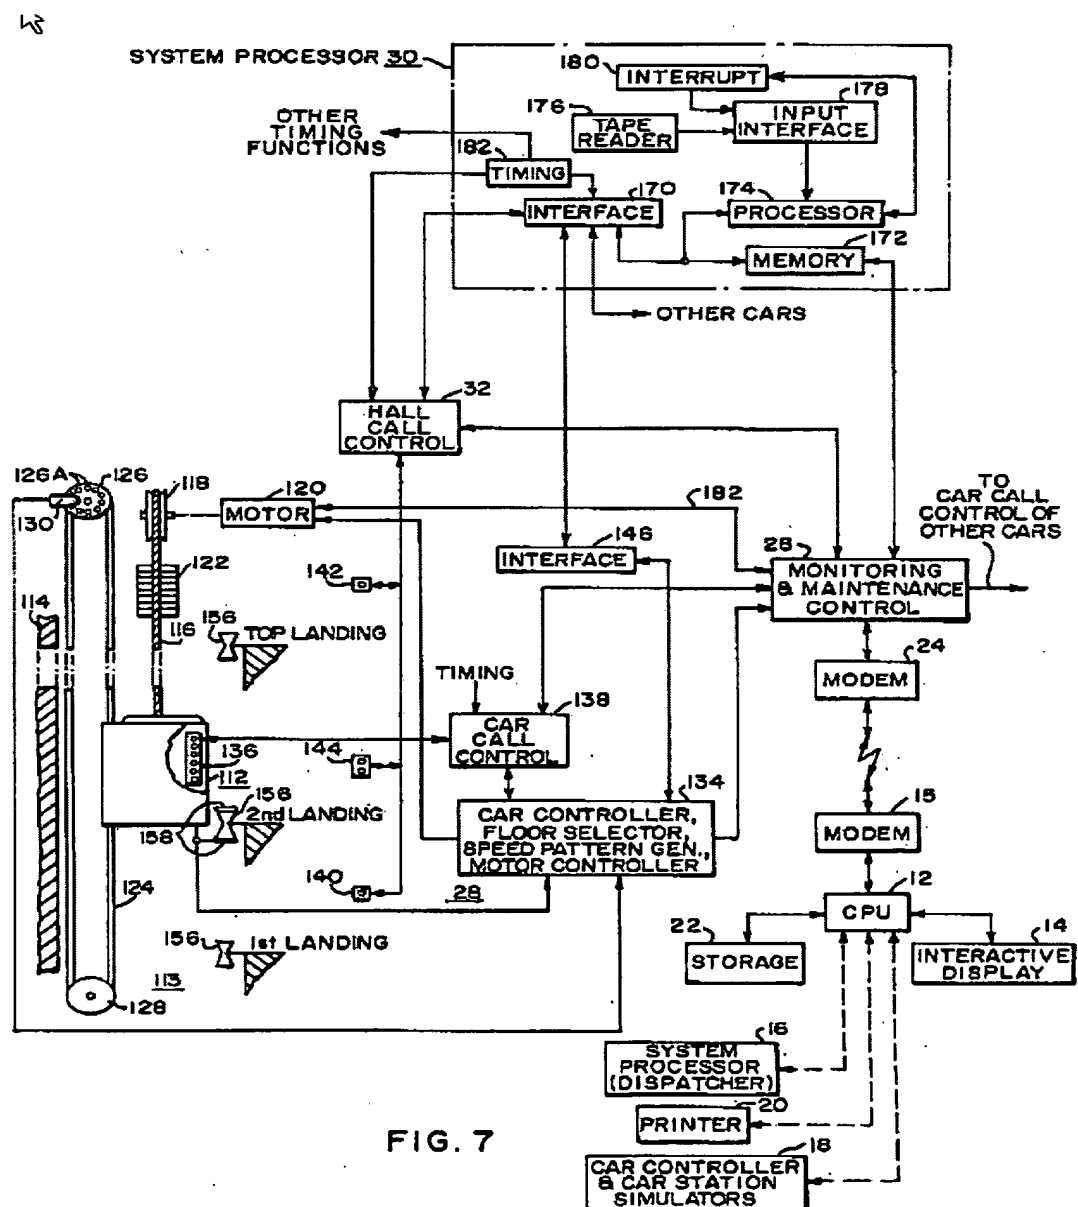 SYSTEM PROCESSOR 30
180
INTERRUPT
176
TAPE
READER
178
INPUT
INTERFACE
OTHER
TIMING
FUNCTIONS
182
TIMING
170
INTERFACE
174
PROCESSOR
172
MEMORY
OTHER CARS
32
HALL
CALL
CONTROL
126A
126
130
118
120
MOTOR
182
TO
CAR CALL
CONTROL OF
OTHER CARS
146
INTERFACE
26
MONITORING
& MAINTENANCE
CONTROL
122
142
114
116
156
TOP LANDING
24
MODEM
TIMING
138
CAR
CALL
CONTROL
136
144
112
134
CAR CONTROLLER,
FLOOR SELECTOR,
SPEED PATTERN GEN.,
MOTOR CONTROLLER
156
2nd LANDING
158
15
MODEM
124
140
28
12
CPU
22
STORAGE
14
INTERACTIVE
DISPLAY
156
1st LANDING
113
128
16
SYSTEM
PROCESSOR
(DISPATCHER)
20
PRINTER
FIG. 7
18
CAR CONTROLLER
& CAR STATION
SIMULATORS